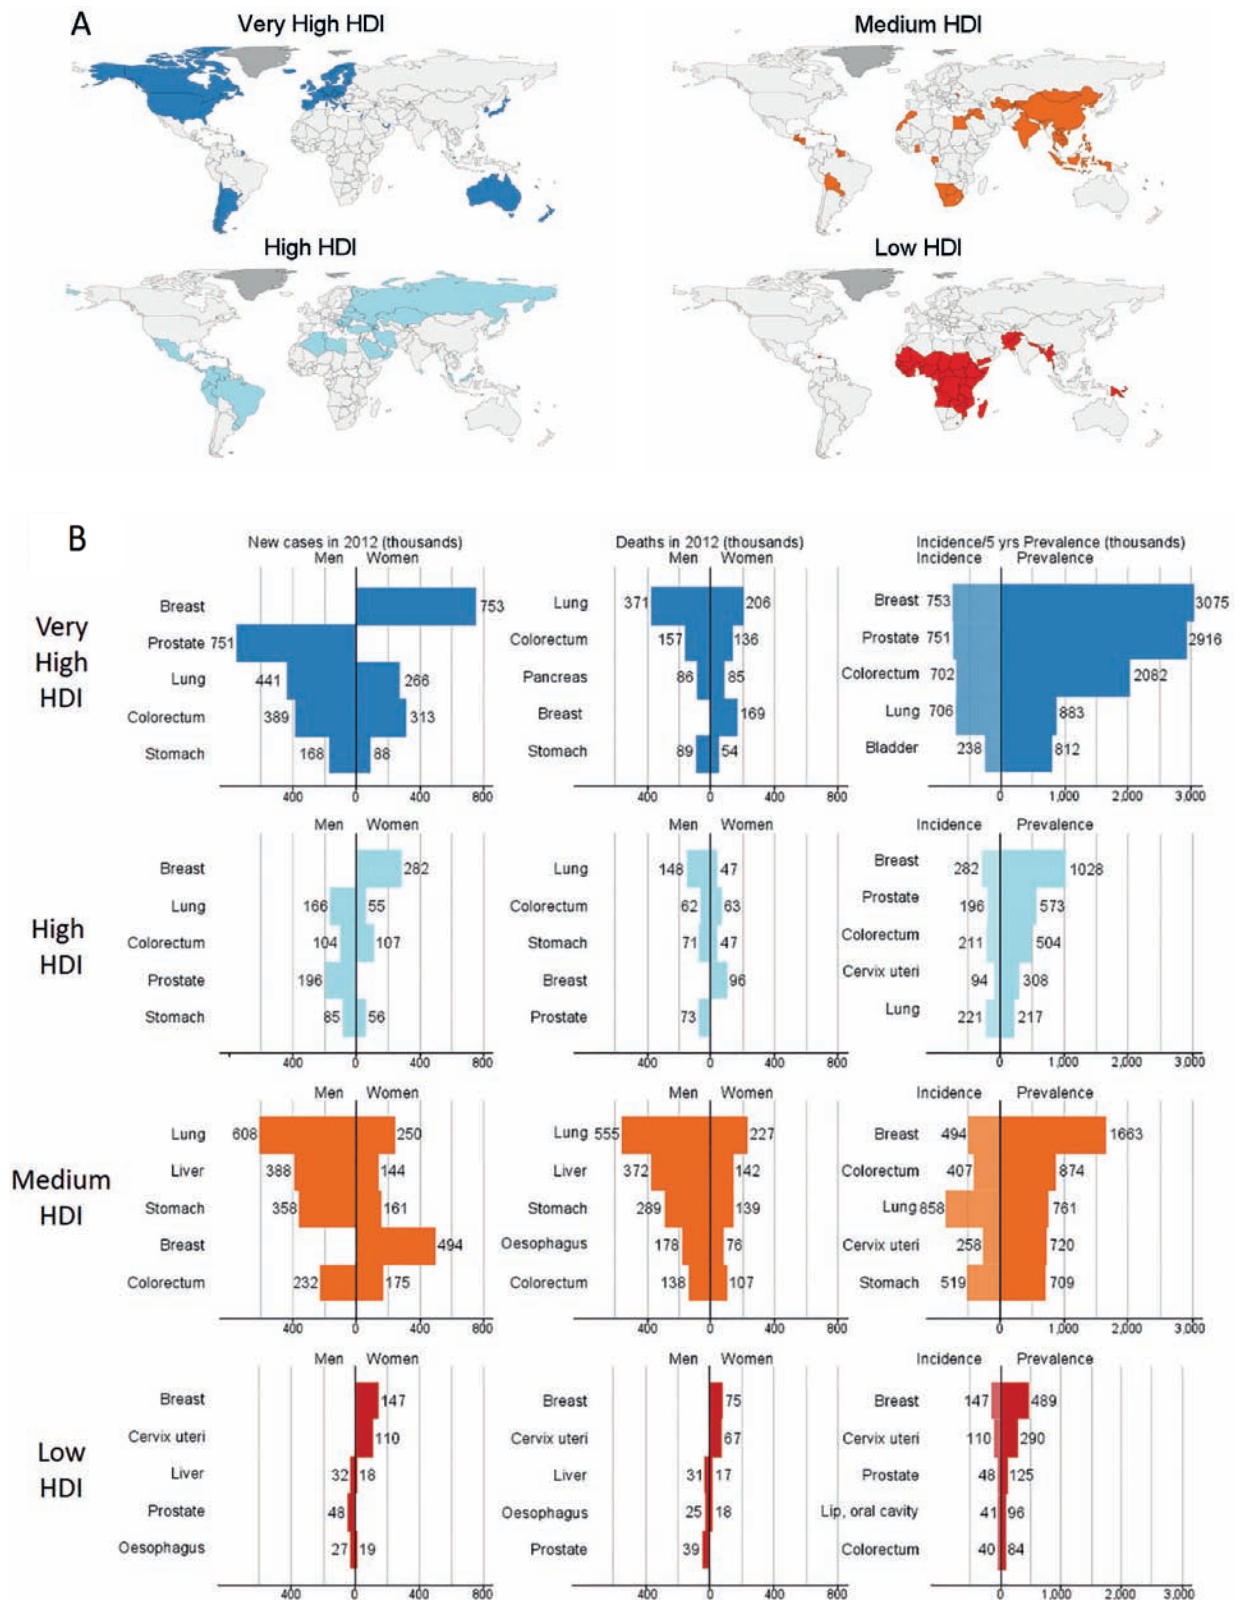 A
Very High HDI
Medium HDI
High HDI
Low HDI
B
New cases in 2012 (thousands)
Men Women
Deaths in 2012 (thousands)
Men Women
Incidence/5 yrs Prevalence (thousands)
Incidence Prevalence
Very
High
HDI
Breast 753
Prostate 751
Lung 441 266
Colorectum 389 313
Stomach 168 88
400 0 400 800
Lung 371 206
Colorectum 157 136
Pancreas 86 85
Breast 169
Stomach 89 54
400 0 400 800
Breast 753 3075
Prostate 751 2916
Colorectum 702 2082
Lung 706 883
Bladder 238 812
0 1,000 2,000 3,000
High
HDI
Men Women
Breast 282
Lung 166 55
Colorectum 104 107
Prostate 196
Stomach 85 56
400 0 400 800
Men Women
Lung 148 47
Colorectum 62 63
Stomach 71 47
Breast 96
Prostate 73
400 0 400 800
Incidence Prevalence
Breast 282 1028
Prostate 196 573
Colorectum 211 504
Cervix uteri 94 308
Lung 221 217
0 1,000 2,000 3,000
Medium
HDI
Men Women
Lung 608 250
Liver 388 144
Stomach 358 161
Breast 494
Colorectum 232 175
400 0 400 800
Men Women
Lung 555 227
Liver 372 142
Stomach 289 139
Oesophagus 178 76
Colorectum 138 107
400 0 400 800
Incidence Prevalence
Breast 494 1663
Colorectum 407 874
Lung 858 761
Cervix uteri 258 720
Stomach 519 709
0 1,000 2,000 3,000
Low
HDI
Men Women
Breast 147
Cervix uteri 110
Liver 32 18
Prostate 48
Oesophagus 27 19
400 0 400 800
Men Women
Breast 75
Cervix uteri 67
Liver 31 17
Oesophagus 25 18
Prostate 39
400 0 400 800
Incidence Prevalence
Breast 147 489
Cervix uteri 110 290
Prostate 48 125
Lip, oral cavity 41 96
Colorectum 40 84
0 1,000 2,000 3,000